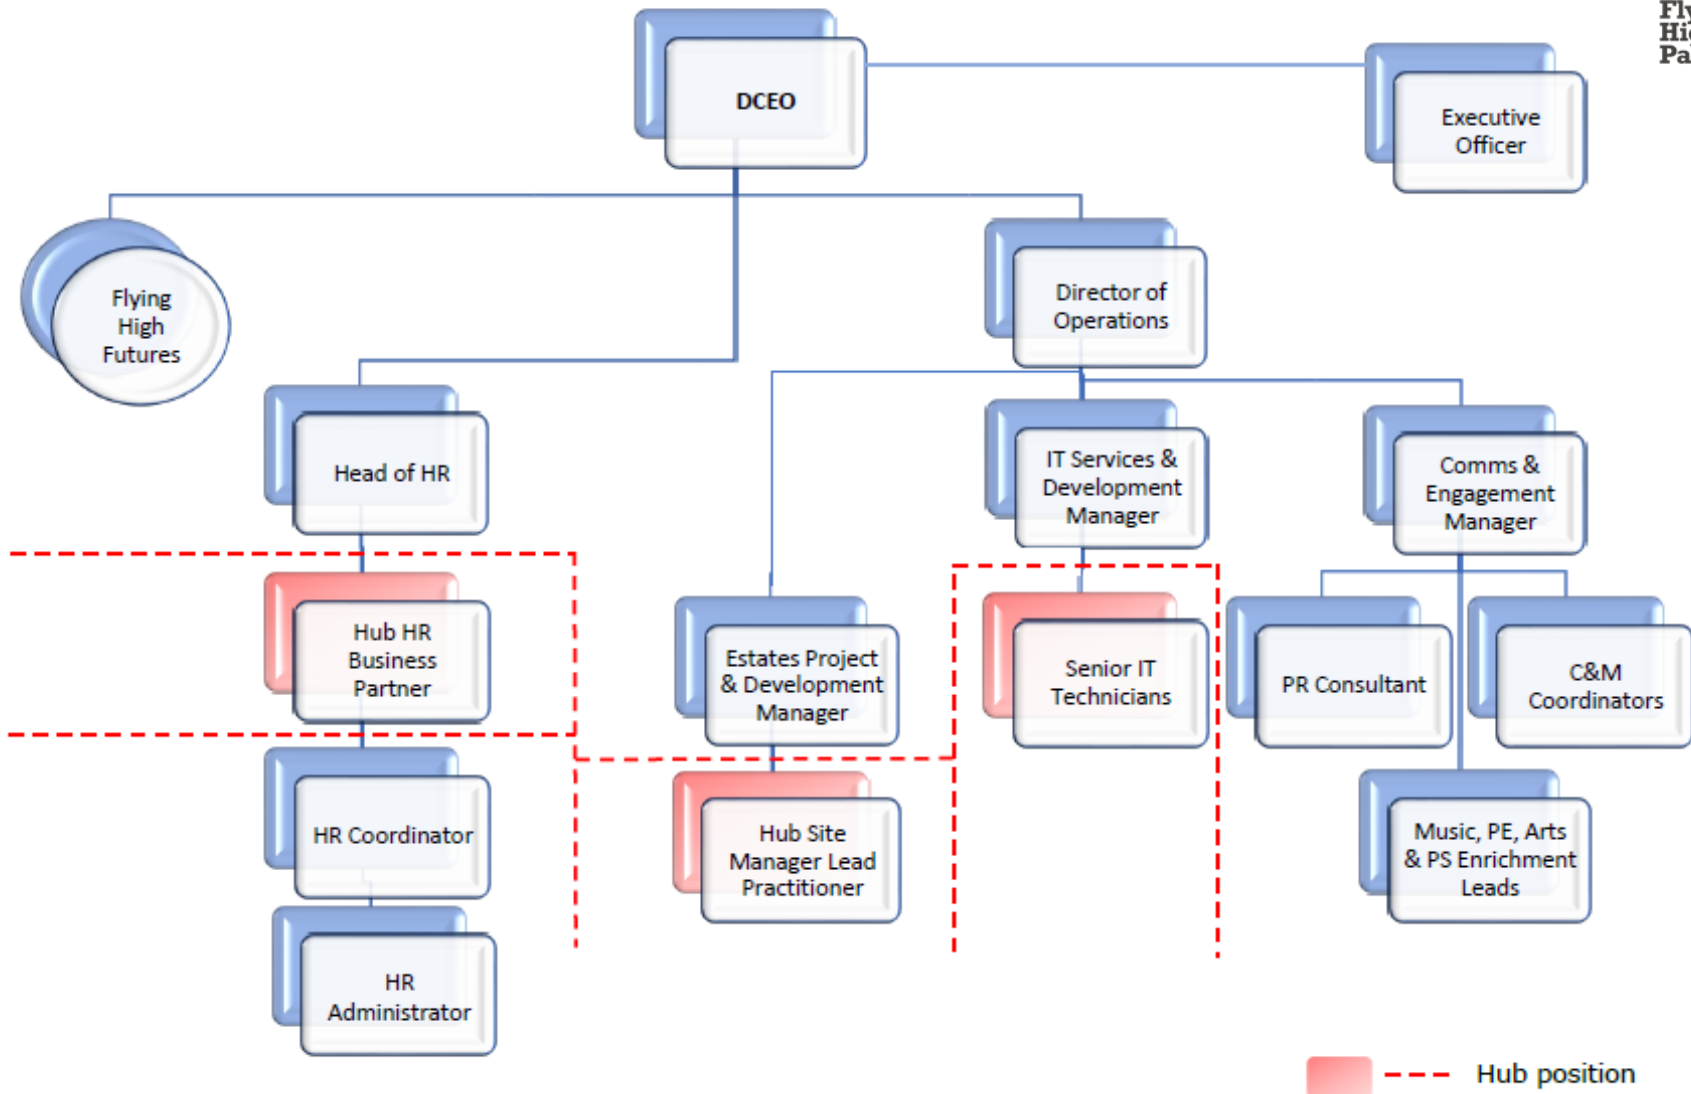 DCEO
Executive
Officer
Flying
High
Futures
Director of
Operations
Head of HR
IT Services &
Development
Manager
Comms &
Engagement
Manager
Hub HR
Business
Partner
Estates Project
& Development
Manager
Senior IT
Technicians
PR Consultant
C&M
Coordinators
HR Coordinator
Hub Site
Manager Lead
Practitioner
Music, PE, Arts
& PS Enrichment
Leads
HR
Administrator
Hub position